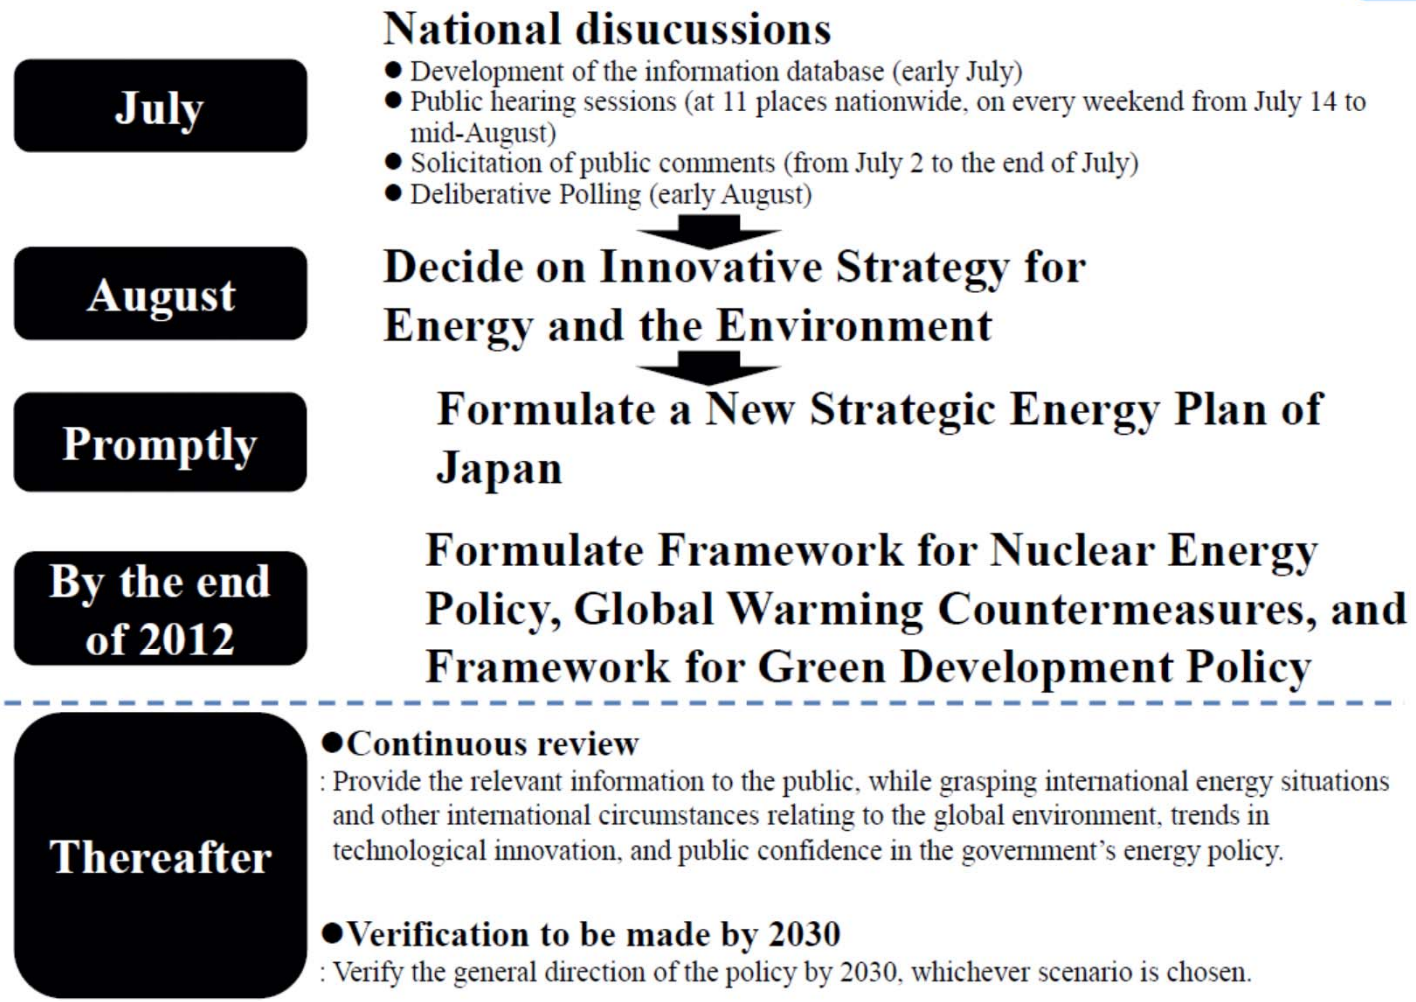 National disucussions
July
● Development of the information database (early July)
● Public hearing sessions (at 11 places nationwide, on every weekend from July 14 to
mid-August)
● Solicitation of public comments (from July 2 to the end of July)
● Deliberative Polling (early August)
August
Decide on Innovative Strategy for
Energy and the Environment
Promptly
Formulate a New Strategic Energy Plan of
Japan
By the end
of 2012
Formulate Framework for Nuclear Energy
Policy, Global Warming Countermeasures, and
Framework for Green Development Policy
Thereafter
●Continuous review
: Provide the relevant information to the public, while grasping international energy situations
and other international circumstances relating to the global environment, trends in
technological innovation, and public confidence in the government’s energy policy.
●Verification to be made by 2030
: Verify the general direction of the policy by 2030, whichever scenario is chosen.